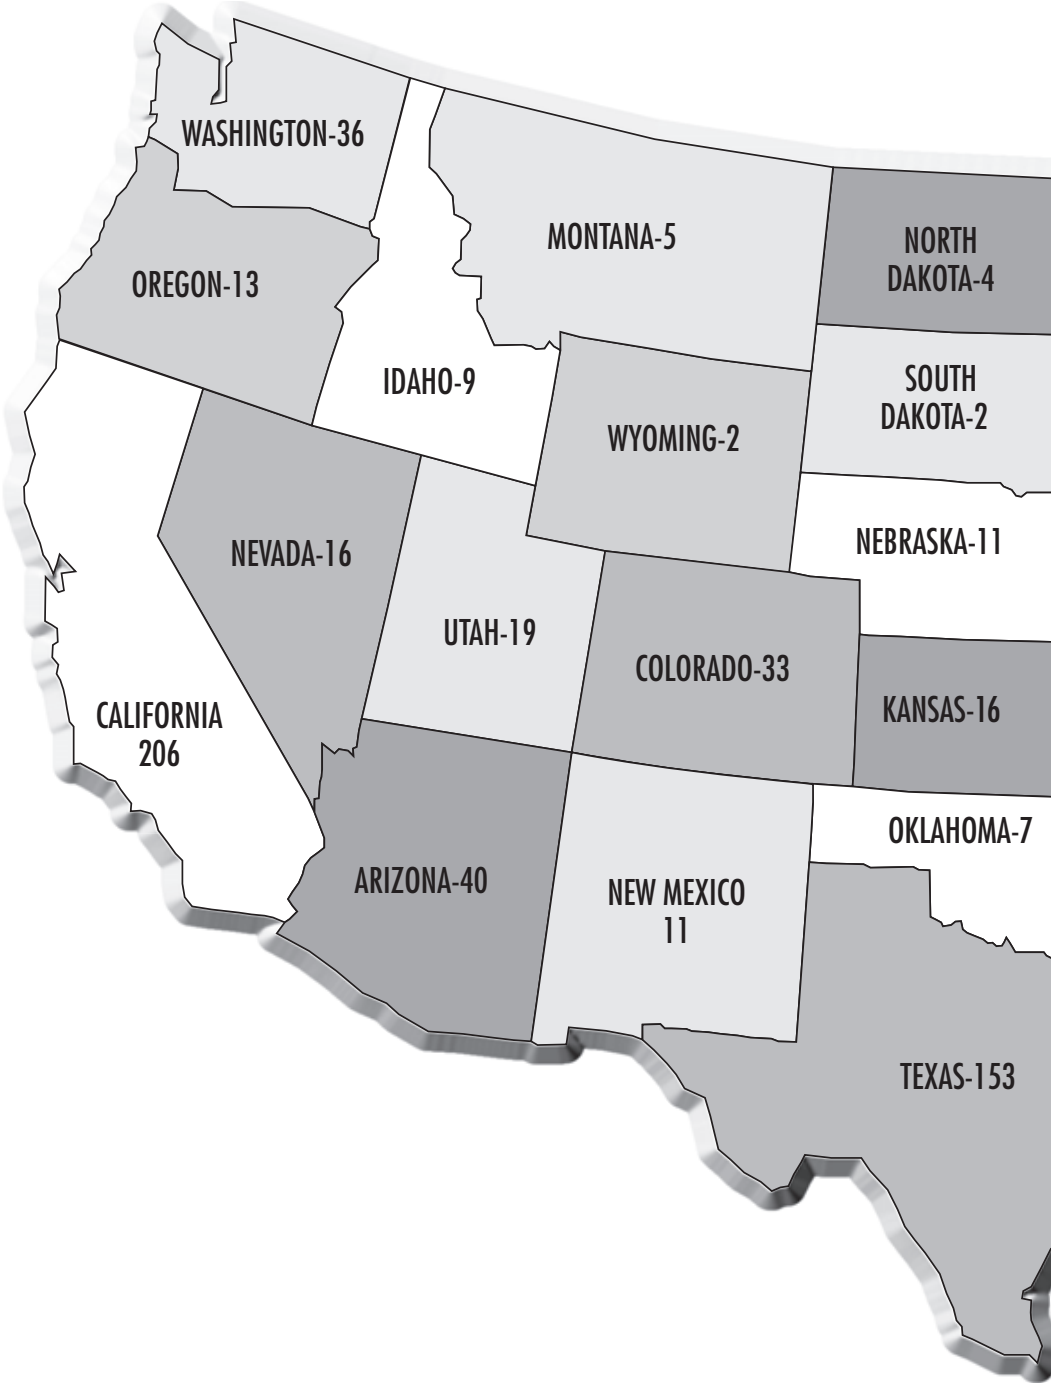 WASHINGTON-36
MONTANA-5
NORTH
DAKOTA-4
OREGON-13
IDAHO-9
SOUTH
DAKOTA-2
WYOMING-2
NEBRASKA-11
NEVADA-16
UTAH-19
COLORADO-33
KANSAS-16
CALIFORNIA
206
OKLAHOMA-7
ARIZONA-40
NEW MEXICO
11
TEXAS-153